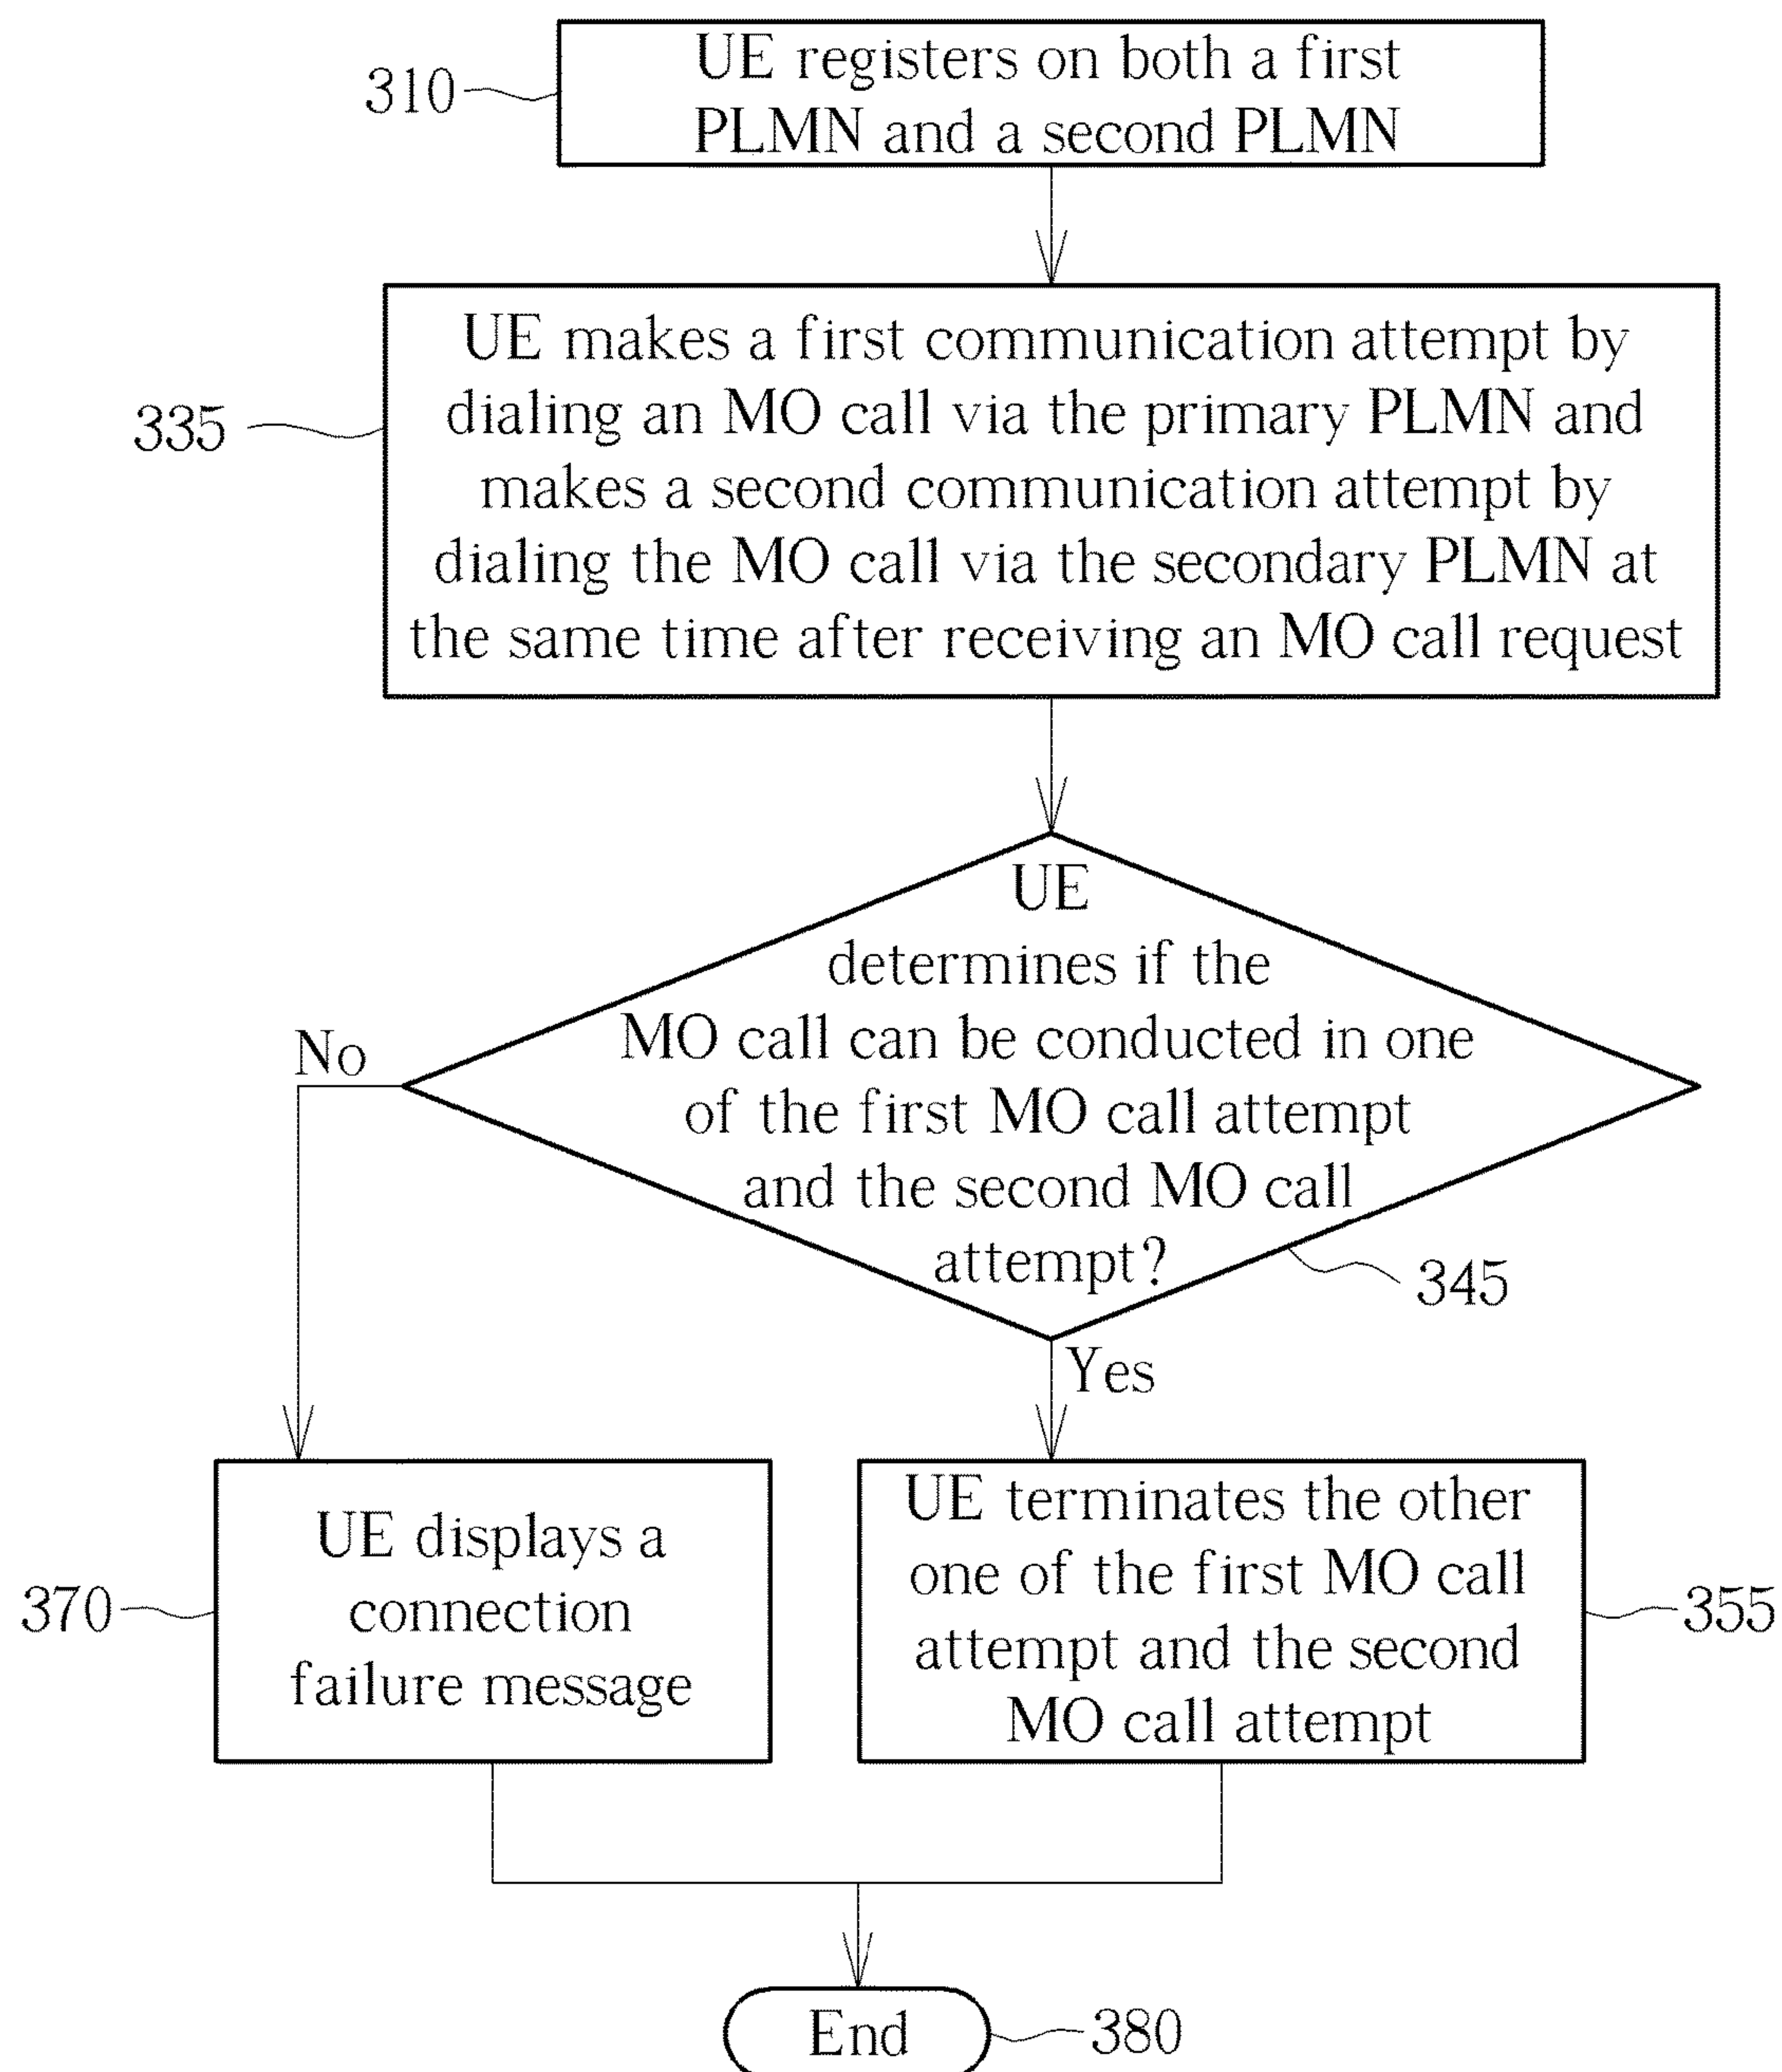 310
UE registers on both a first
PLMN and a second PLMN
335
UE makes a first communication attempt by
dialing an MO call via the primary PLMN and
makes a second communication attempt by
dialing the MO call via the secondary PLMN at
the same time after receiving an MO call request
UE
determines if the
MO call can be conducted in one
of the first MO call attempt
and the second MO call
attempt?
345
No
Yes
370
UE displays a
connection
failure message
UE terminates the other
one of the first MO call
attempt and the second
MO call attempt
355
End
380